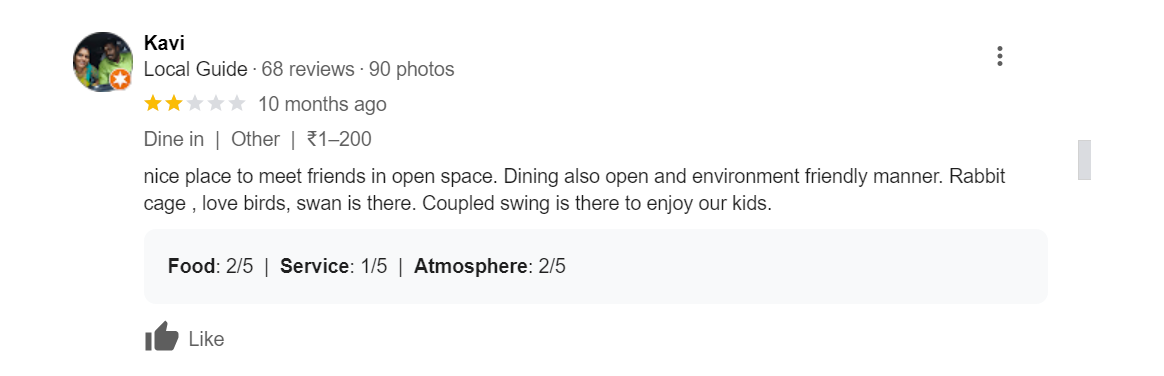 Kavi
Local Guide · 68 reviews · 90 photos
10 months ago
Dine in | Other | ₹1–200
nice place to meet friends in open space. Dining also open and environment friendly manner. Rabbit
cage , love birds, swan is there. Coupled swing is there to enjoy our kids.
Food: 2/5 | Service: 1/5 | Atmosphere: 2/5
Like